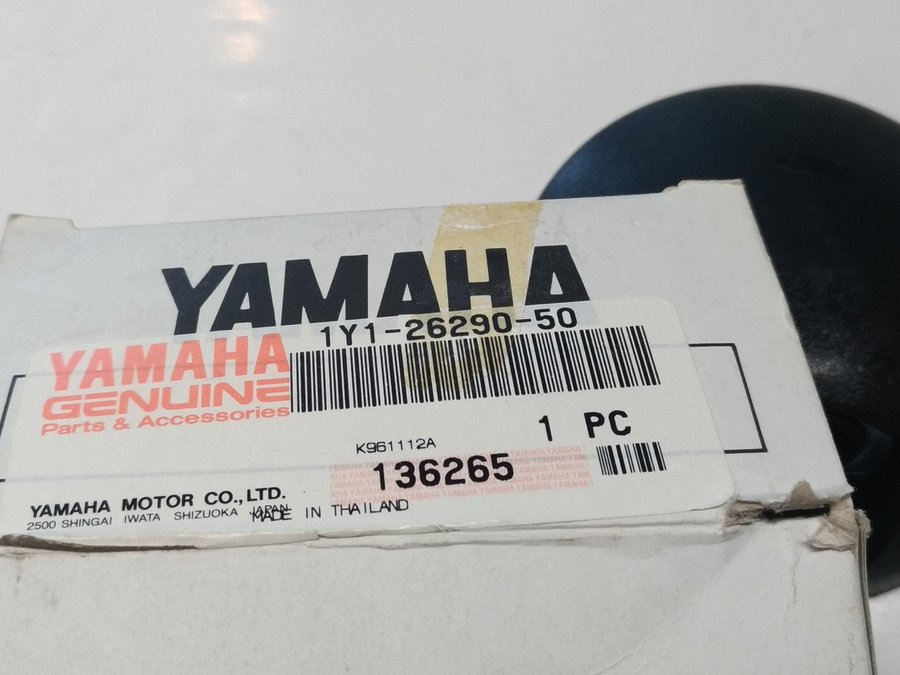 YAMAHA
1Y1-26290-50
YAMAHA
GENUINE
Parts & Accessories
1 PC
K961112A
136265
YAMAHA MOTOR CO., LTD.
2500 SHINGAI IWATA SHIZUOKA JAPAN
MADE IN THAILAND